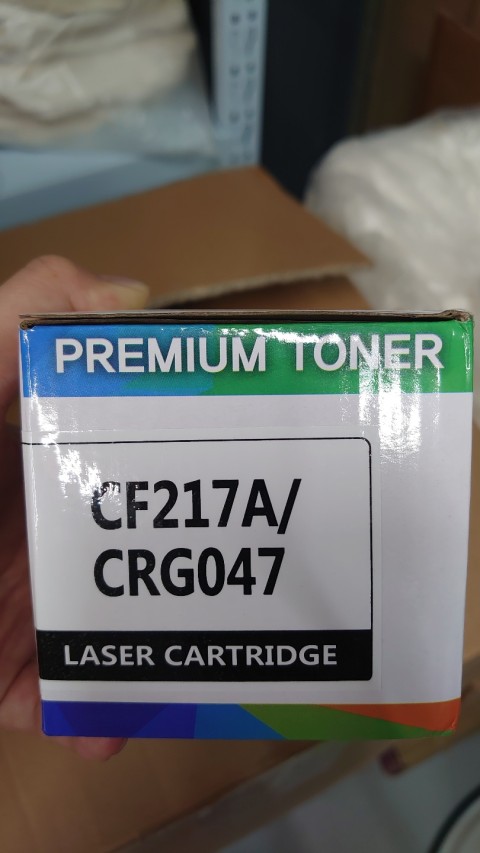 PREMIUM TONER
CF217A/
CRG047
LASER CARTRIDGE